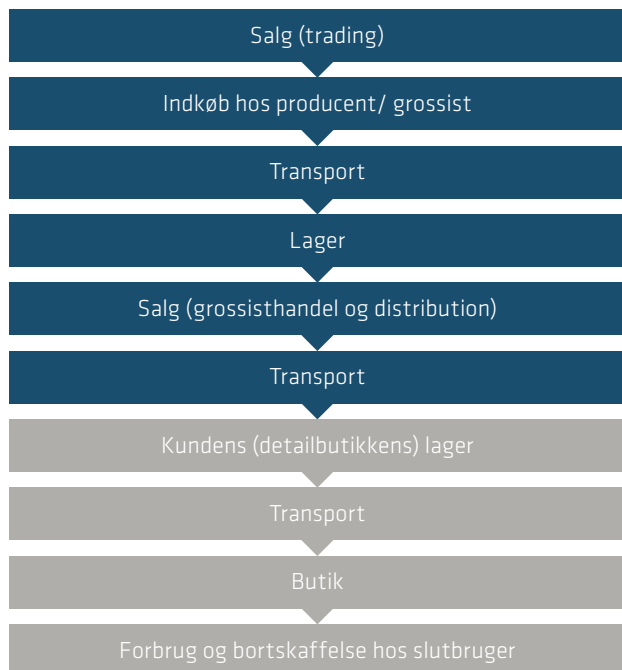 Salg (trading)
Indkøb hos producent/ grossist
Transport
Lager
Salg (grossisthandel og distribution)
Transport
Kundens (detailbutikkens) lager
Transport
Butik
Forbrug og bortskaffelse hos slutbruger